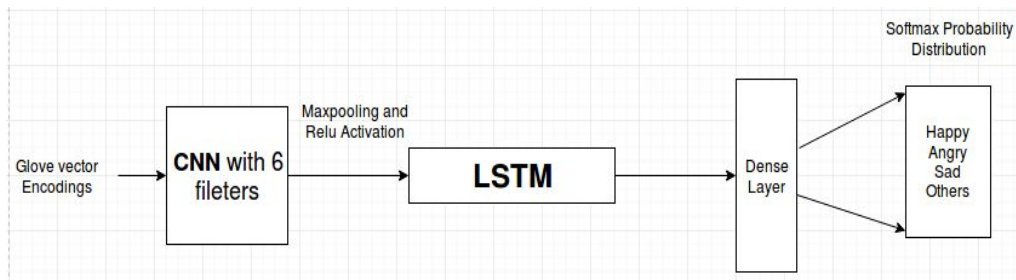 Glove vector
Encodings
CNN with 6
fileters
Maxpooling and
Relu Activation
LSTM
Dense
Layer
Softmax Probability
Distribution
Happy
Angry
Sad
Others